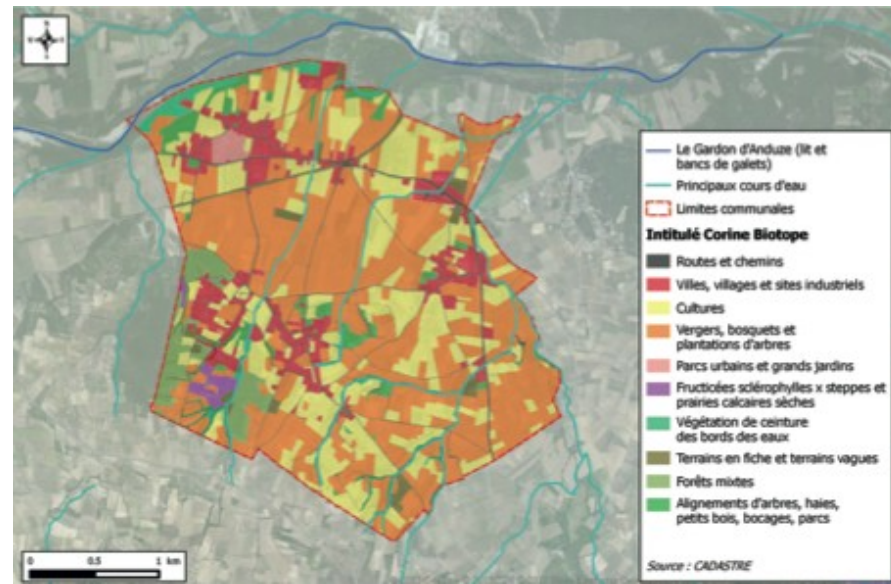 Le Gardon d'Anduze (lit et
bancs de galets)
Principaux cours d'eau
Limites communales
Intitulé Corine Biotope
Routes et chemins
Villes, villages et sites industriels
Cultures
Vergers, bosquets et
plantations d'arbres
Parcs urbains et grands jardins
Fructicées sclérophylles x steppes et
prairies calcaires sèches
Végétation de ceinture
des bords des eaux
Terrains en fiche et terrains vagues
Forêts mixtes
Alignements d'arbres, haies,
petits bois, bocages, parcs
Source : CADASTRE
0 0.5 1 km